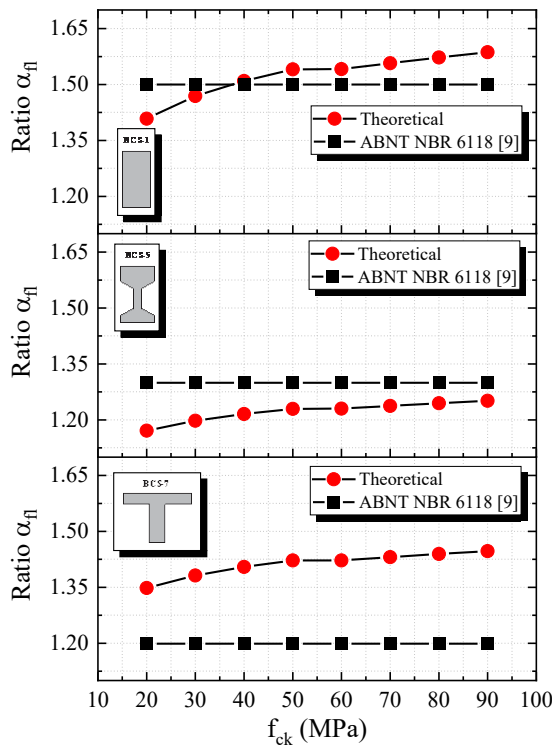 1.65
1.50
1.35
1.20
Ratio α_fl
BCS-1
Theoretical
ABNT NBR 6118 [9]
1.65
1.50
1.35
1.20
Ratio α_fl
BCS-5
Theoretical
ABNT NBR 6118 [9]
1.65
1.50
1.35
1.20
Ratio α_fl
BCS-7
Theoretical
ABNT NBR 6118 [9]
10 20 30 40 50 60 70 80 90 100
f_ck (MPa)